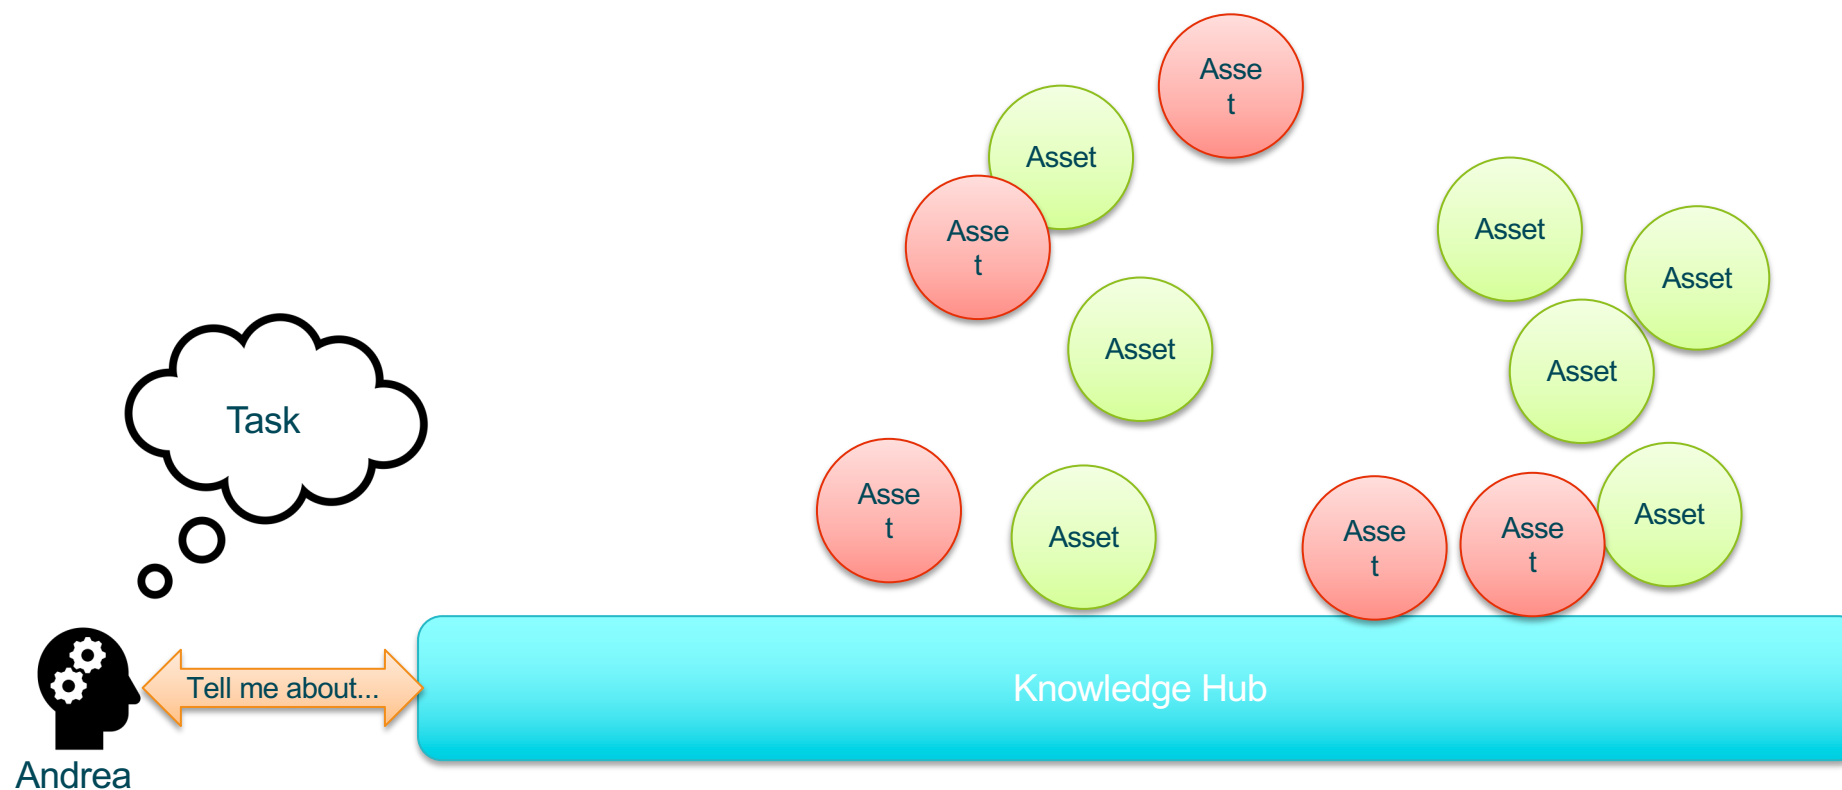 Asse
t
Asset
Asse
t
Asset
Asset
Asset
Asset
Task
Asse
t
Asset
Asse
t
Asse
t
Asset
Tell me about...
Knowledge Hub
Andrea